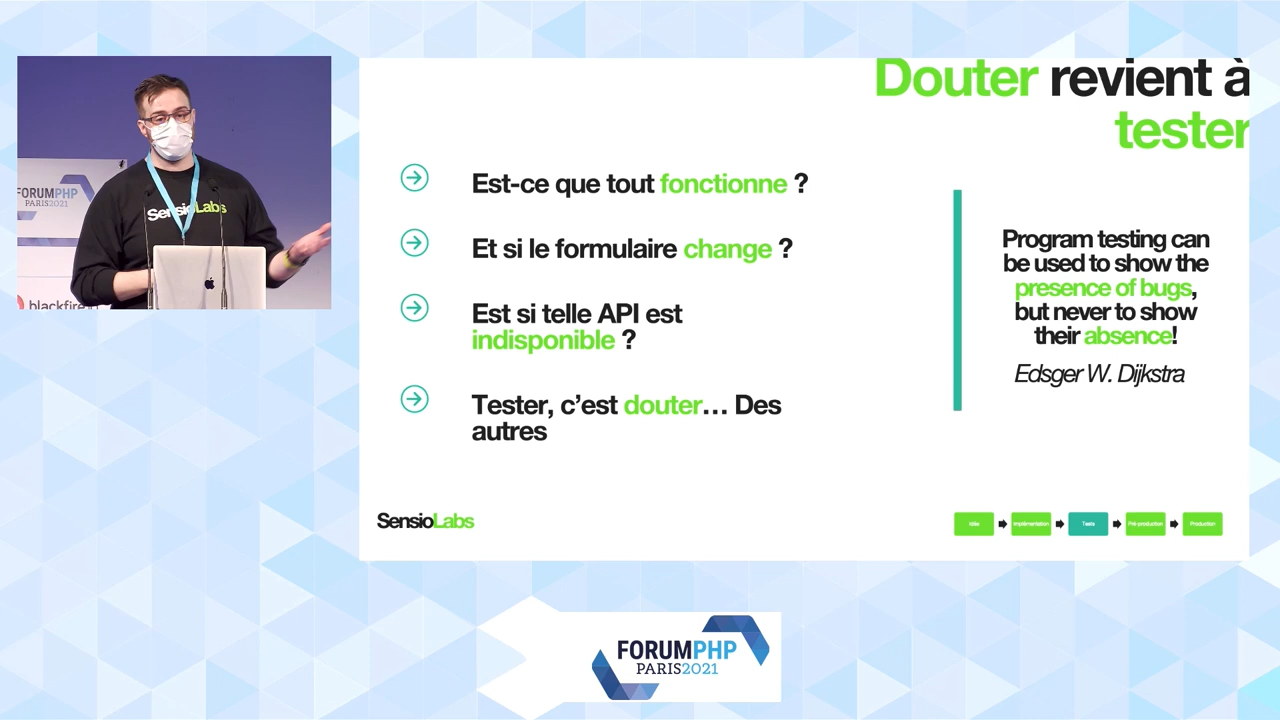 Douter revient à
tester
Est-ce que tout fonctionne ?
Et si le formulaire change ?
Est si telle API est
indisponible ?
Tester, c’est douter… Des
autres
Program testing can
be used to show the
presence of bugs,
but never to show
their absence!
Edsger W. Dijkstra
SensioLabs
Idée
Implémentation
Tests
Pré-production
Production
FORUMPHP
PARIS2021
SensioLabs
blackfire
FORUMPHP
PARIS2021